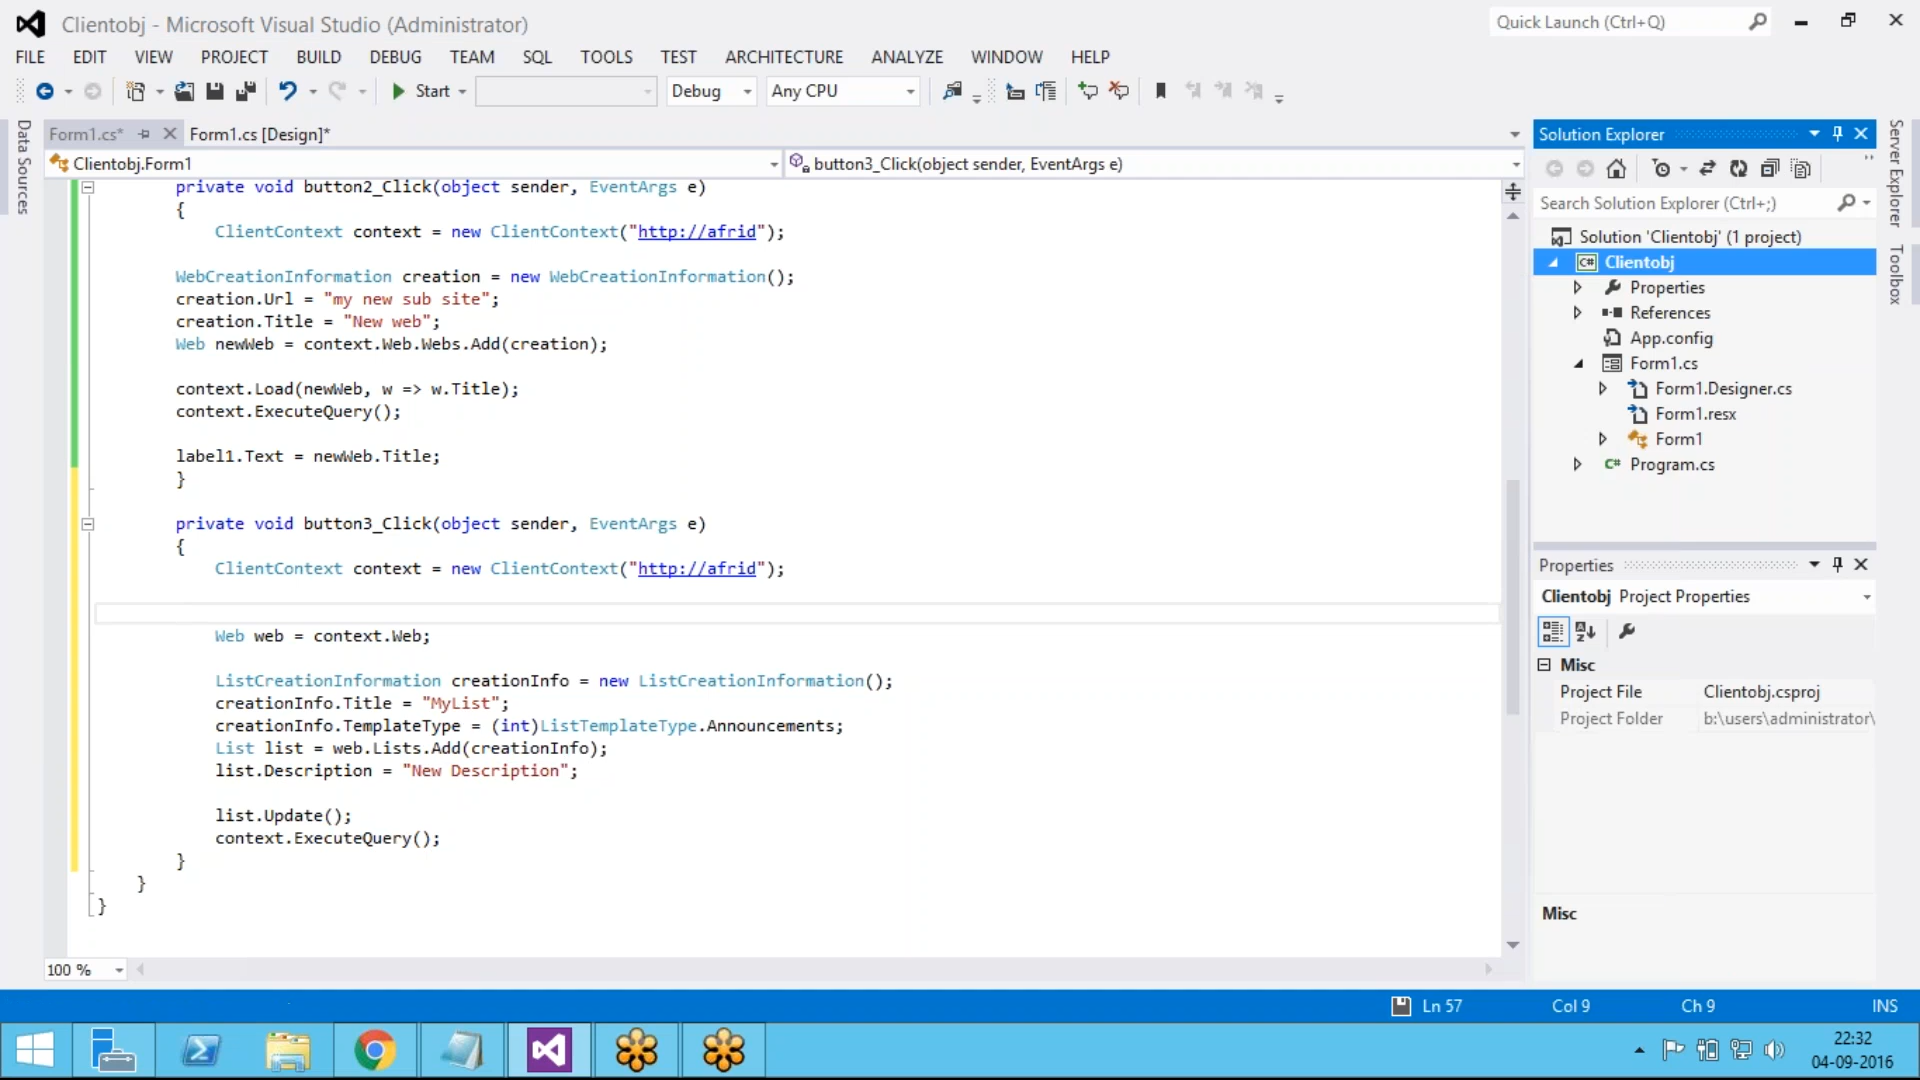 Clientobj - Microsoft Visual Studio (Administrator)
Quick Launch (Ctrl+Q)
FILE EDIT VIEW PROJECT BUILD DEBUG TEAM SQL TOOLS TEST ARCHITECTURE ANALYZE WINDOW HELP
Start Debug Any CPU
Data Sources
Form1.cs* Form1.cs [Design]*
Clientobj.Form1 button3_Click(object sender, EventArgs e)
private void button2_Click(object sender, EventArgs e)
{
ClientContext context = new ClientContext("http://afrid");
WebCreationInformation creation = new WebCreationInformation();
creation.Url = "my new sub site";
creation.Title = "New web";
Web newWeb = context.Web.Webs.Add(creation);
context.Load(newWeb, w => w.Title);
context.ExecuteQuery();
label1.Text = newWeb.Title;
}
private void button3_Click(object sender, EventArgs e)
{
ClientContext context = new ClientContext("http://afrid");
Web web = context.Web;
ListCreationInformation creationInfo = new ListCreationInformation();
creationInfo.Title = "MyList";
creationInfo.TemplateType = (int)ListTemplateType.Announcements;
List list = web.Lists.Add(creationInfo);
list.Description = "New Description";
list.Update();
context.ExecuteQuery();
}
}
}
100 %
Solution Explorer
Search Solution Explorer (Ctrl+;)
Solution 'Clientobj' (1 project)
C# Clientobj
Properties
References
App.config
Form1.cs
Form1.Designer.cs
Form1.resx
Form1
C# Program.cs
Properties
Clientobj Project Properties
Misc
Project File Clientobj.csproj
Project Folder b:\users\administrator\
Misc
Server Explorer
Toolbox
Ln 57 Col 9 Ch 9 INS
22:32
04-09-2016